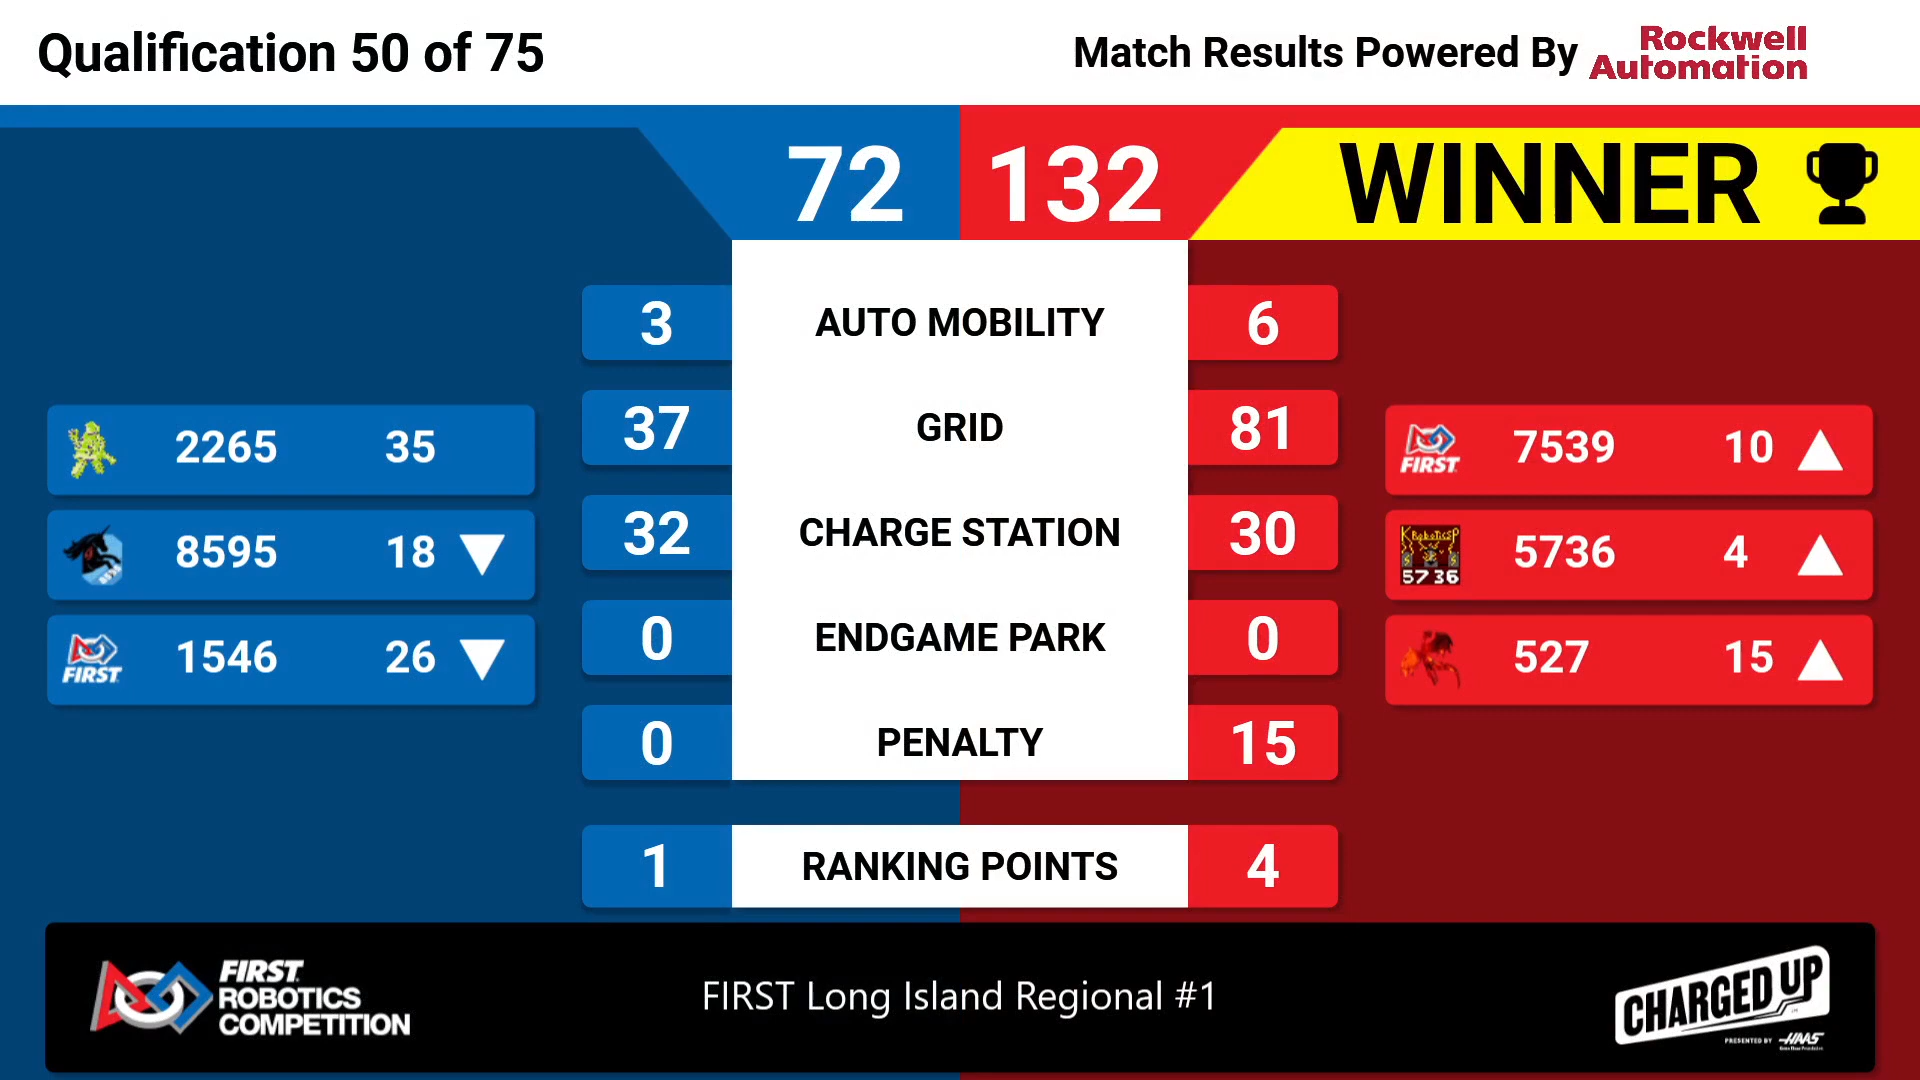 Qualification 50 of 75
Match Results Powered By
Rockwell
Automation
72
132
WINNER
3
AUTO MOBILITY
6
37
GRID
81
32
CHARGE STATION
30
0
ENDGAME PARK
0
0
PENALTY
15
1
RANKING POINTS
4
2265 35
8595 18
1546 26
FIRST
7539 10
FIRST
5736 4
5736
527 15
FIRST
ROBOTICS
COMPETITION
FIRST Long Island Regional #1
CHARGED UP
PRESENTED BY HAAS